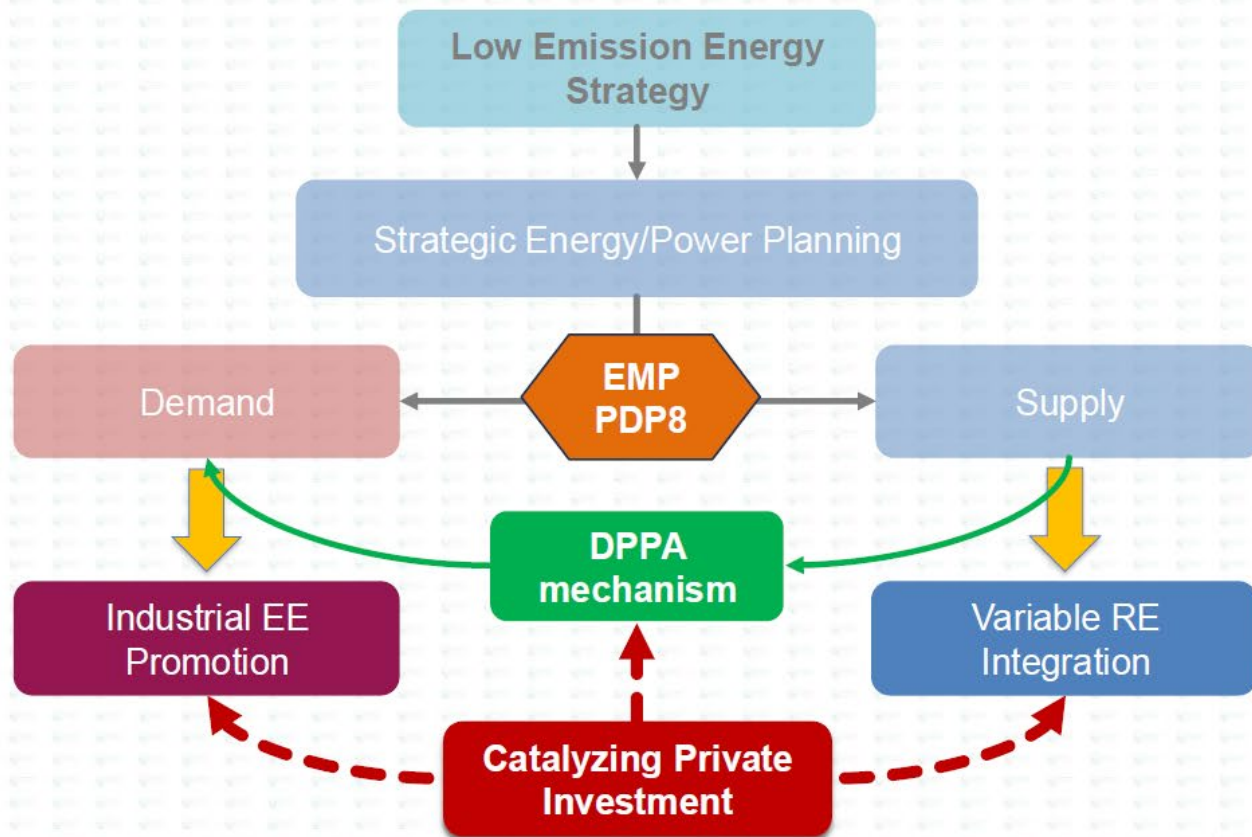 Low Emission Energy
Strategy
Strategic Energy/Power Planning
Demand
EMP
PDP8
Supply
DPPA
mechanism
Industrial EE
Promotion
Variable RE
Integration
Catalyzing Private
Investment